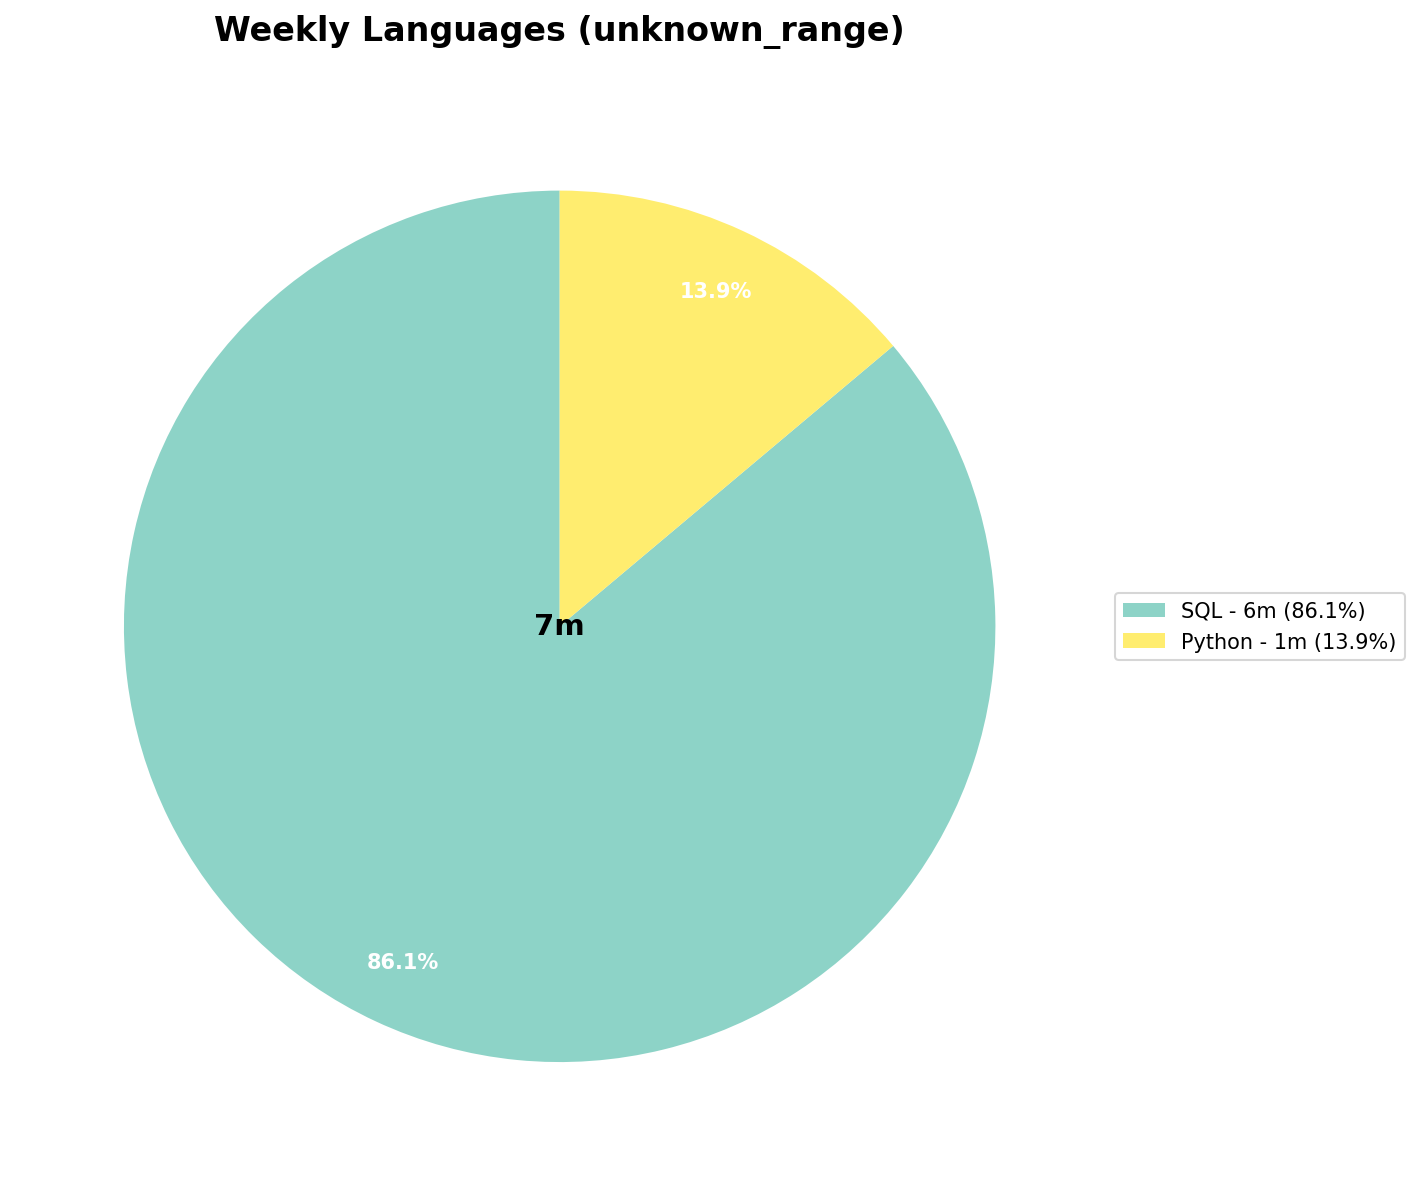 Weekly Languages (unknown_range)
13.9%
7m
SQL - 6m (86.1%)
Python - 1m (13.9%)
86.1%